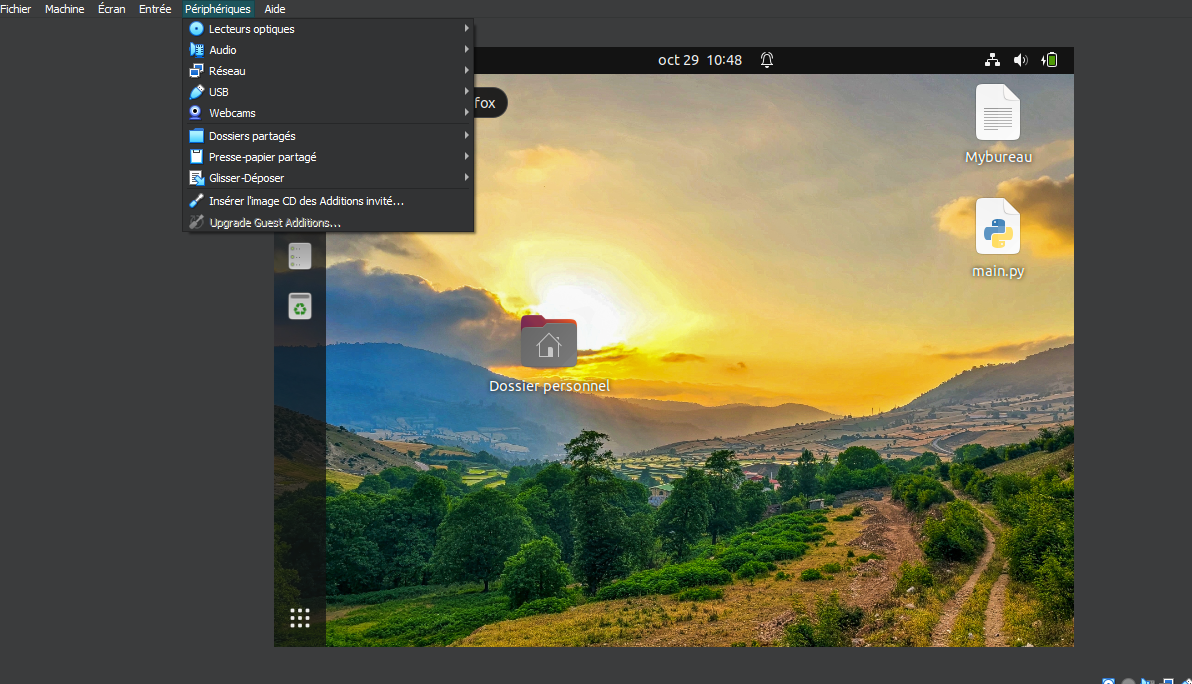 Fichier Machine Écran Entrée Périphériques Aide
Lecteurs optiques
Audio
Réseau
USB
Webcams
Dossiers partagés
Presse-papier partagé
Glisser-Déposer
Insérer l'image CD des Additions invité...
Upgrade Guest Additions...
oct 29 10:48
fox
Mybureau
main.py
Dossier personnel